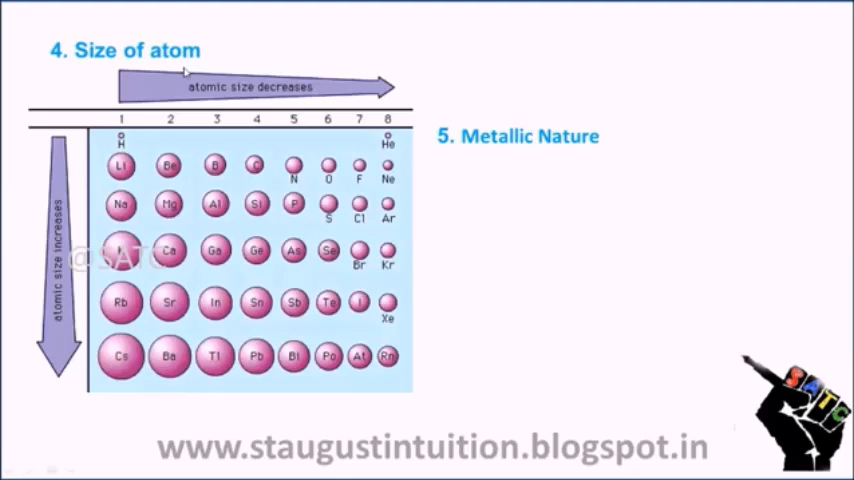 4. Size of atom
atomic size decreases
1 2 3 4 5 6 7 8
5. Metallic Nature
atomic size increases
H He
Li Be B C N O F Ne
Na Mg Al Si P S Cl Ar
K Ca Ga Ge As Se Br Kr
@SATC
Rb Sr In Sn Sb Te I Xe
Cs Ba Tl Pb Bi Po At Rn
SATC
www.staugustintuition.blogspot.in